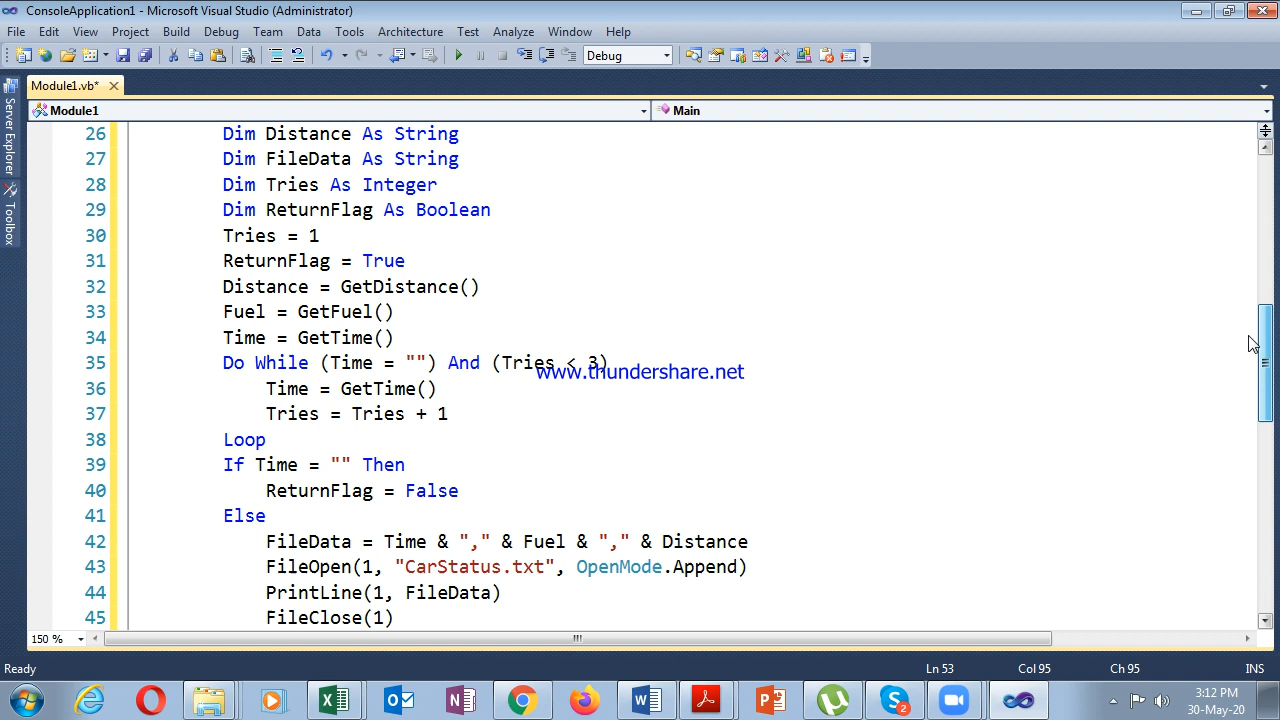 ConsoleApplication1 - Microsoft Visual Studio (Administrator)
File Edit View Project Build Debug Team Data Tools Architecture Test Analyze Window Help
Debug
Module1.vb*
Module1 Main
Server Explorer
Toolbox
26 Dim Distance As String
27 Dim FileData As String
28 Dim Tries As Integer
29 Dim ReturnFlag As Boolean
30 Tries = 1
31 ReturnFlag = True
32 Distance = GetDistance()
33 Fuel = GetFuel()
34 Time = GetTime()
35 Do While (Time = "") And (Tries < 3)
www.thundershare.net
36 Time = GetTime()
37 Tries = Tries + 1
38 Loop
39 If Time = "" Then
40 ReturnFlag = False
41 Else
42 FileData = Time & "," & Fuel & "," & Distance
43 FileOpen(1, "CarStatus.txt", OpenMode.Append)
44 PrintLine(1, FileData)
45 FileClose(1)
150 %
Ready Ln 53 Col 95 Ch 95 INS
3:12 PM
30-May-20